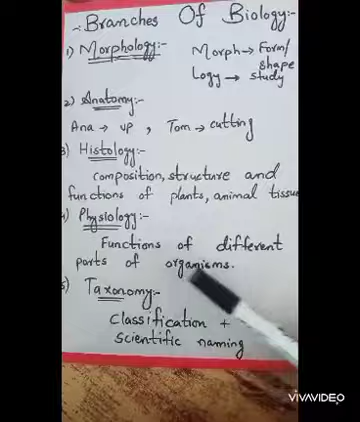 :- Branches Of Biology:-
1) Morphology:-
Morph → Form/
shape
Logy → study
2) Anatomy:-
Ana → up , Tom → cutting
3) Histology:-
composition, structure and
functions of plants, animal tissue
4) Physiology:-
Functions of different
parts of organisms.
5) Taxonomy:-
Classification +
scientific naming
VIVAVIDEO